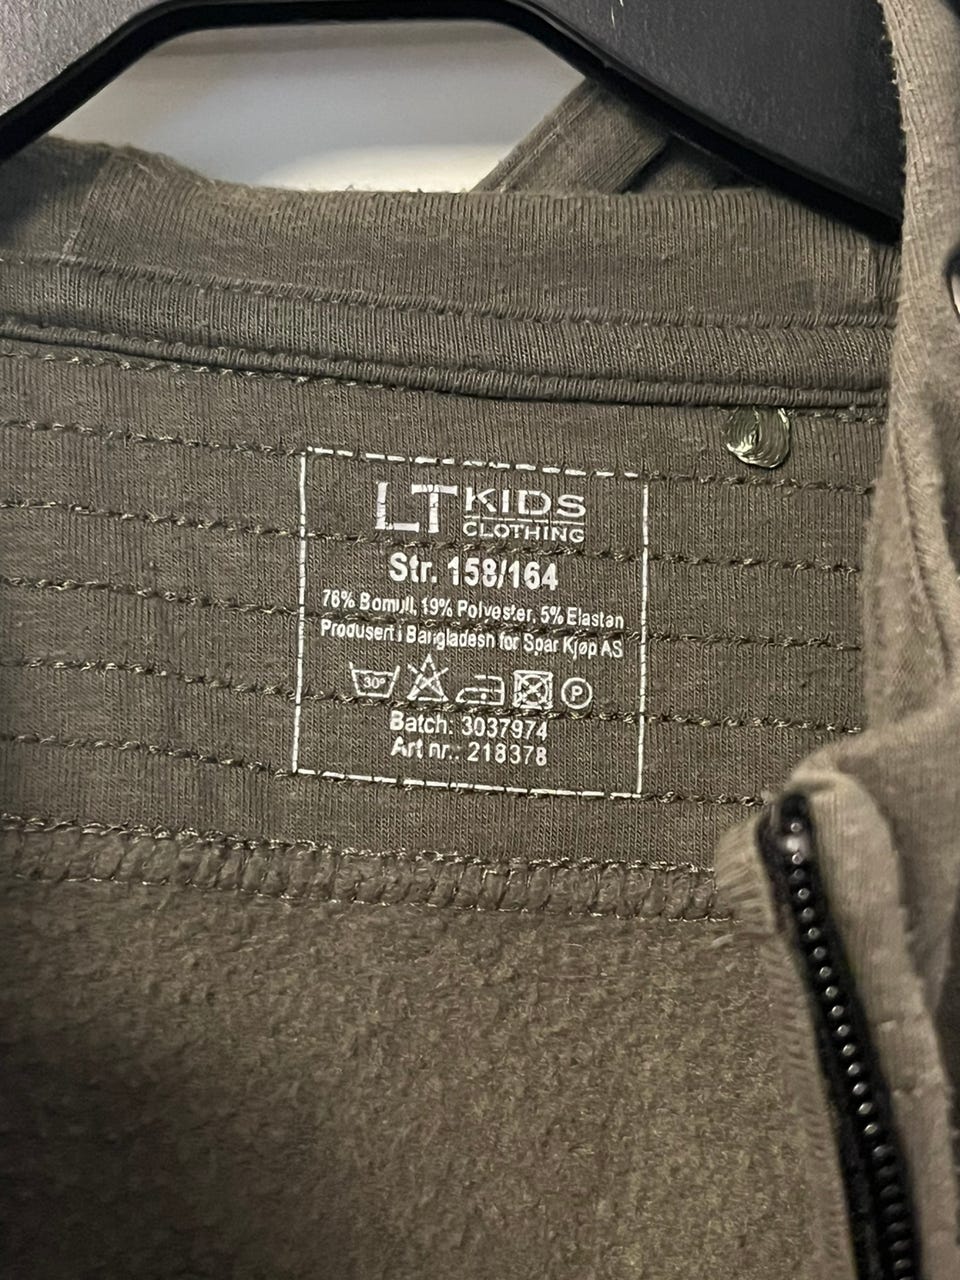 LT KIDS
CLOTHING
Str. 158/164
76% Bomull, 19% Polyester, 5% Elastan
Produsert i Bangladesh for Spar Kjøp AS
30° P
Batch: 3037974
Art nr.: 218378